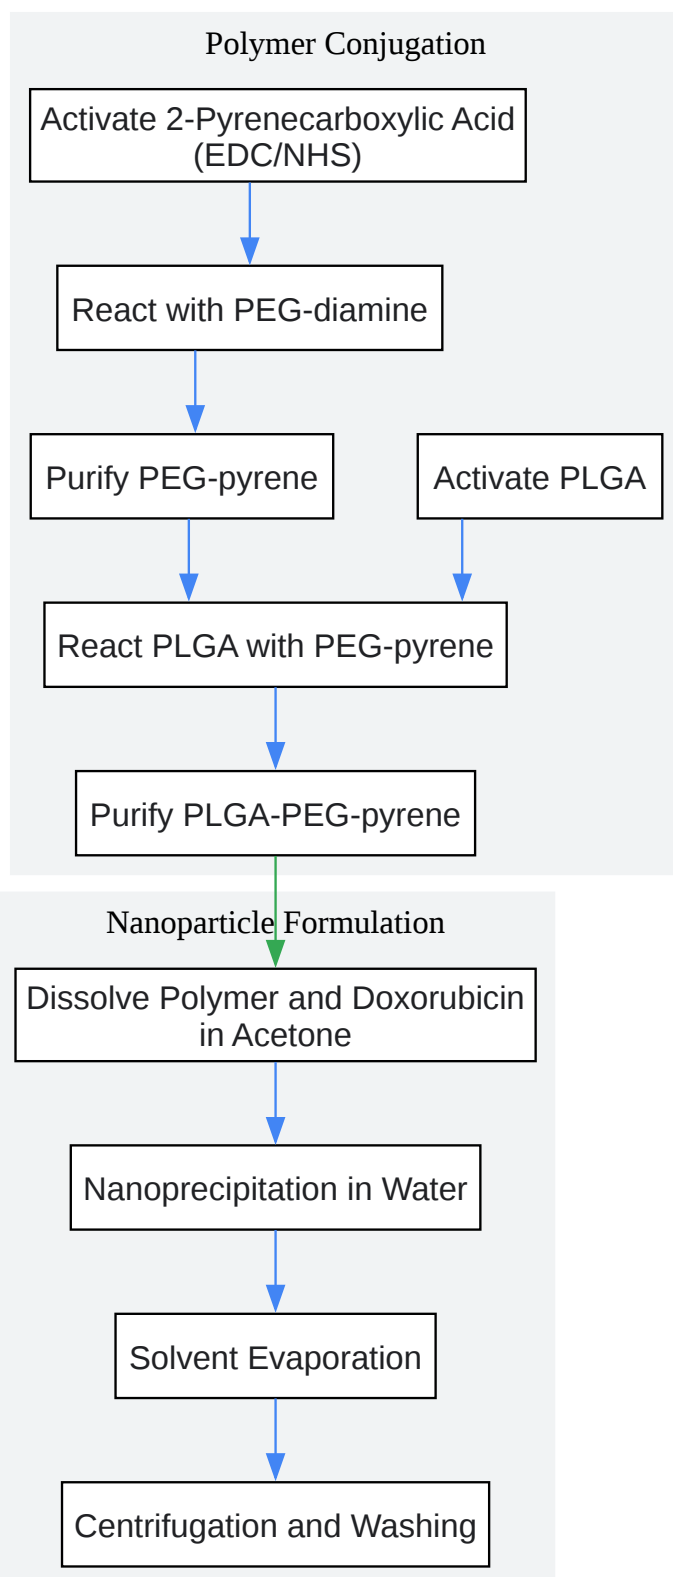 Polymer Conjugation
Activate 2-Pyrenecarboxylic Acid
(EDC/NHS)
React with PEG-diamine
Purify PEG-pyrene
Activate PLGA
React PLGA with PEG-pyrene
Purify PLGA-PEG-pyrene
Nanoparticle Formulation
Dissolve Polymer and Doxorubicin
in Acetone
Nanoprecipitation in Water
Solvent Evaporation
Centrifugation and Washing